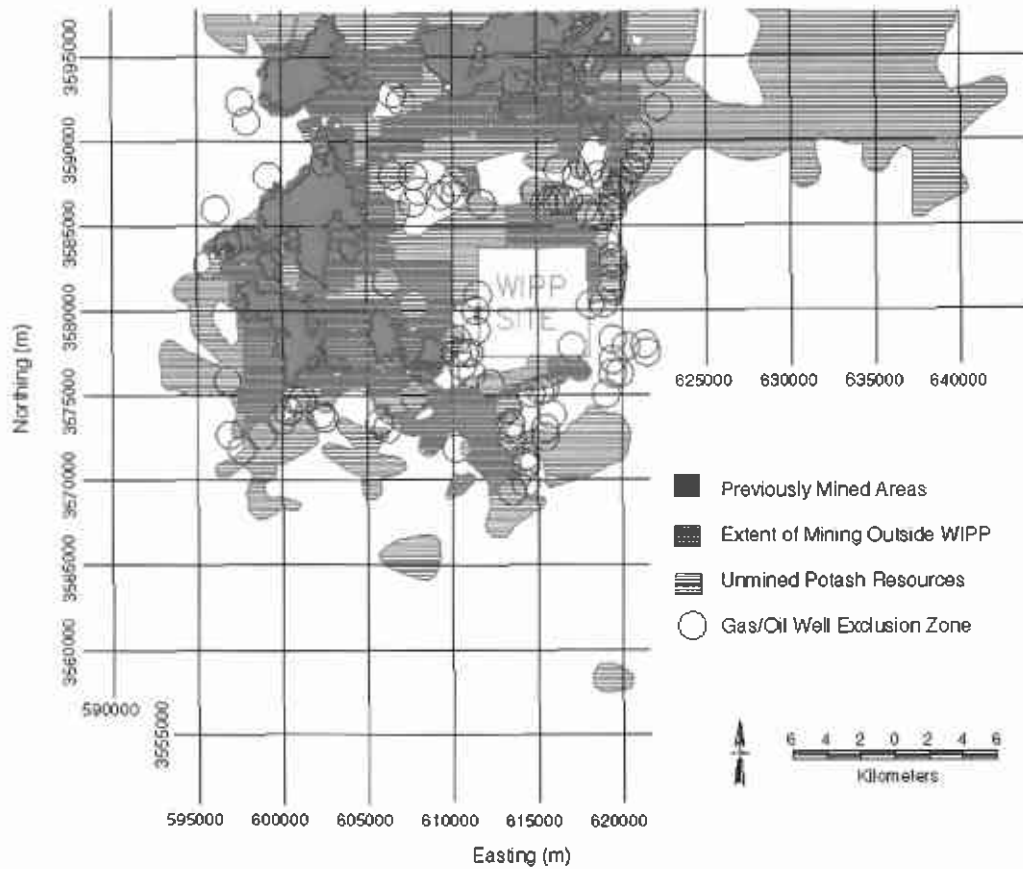 3595000
3590000
3585000
3580000
3575000
3570000
3565000
3560000
3555000
Northing (m)
WIPP
SITE
625000 630000 635000 640000
Previously Mined Areas
Extent of Mining Outside WIPP
Unmined Potash Resources
Gas/Oil Well Exclusion Zone
590000
6 4 2 0 2 4 6
Kilometers
595000 600000 605000 610000 615000 620000
Easting (m)